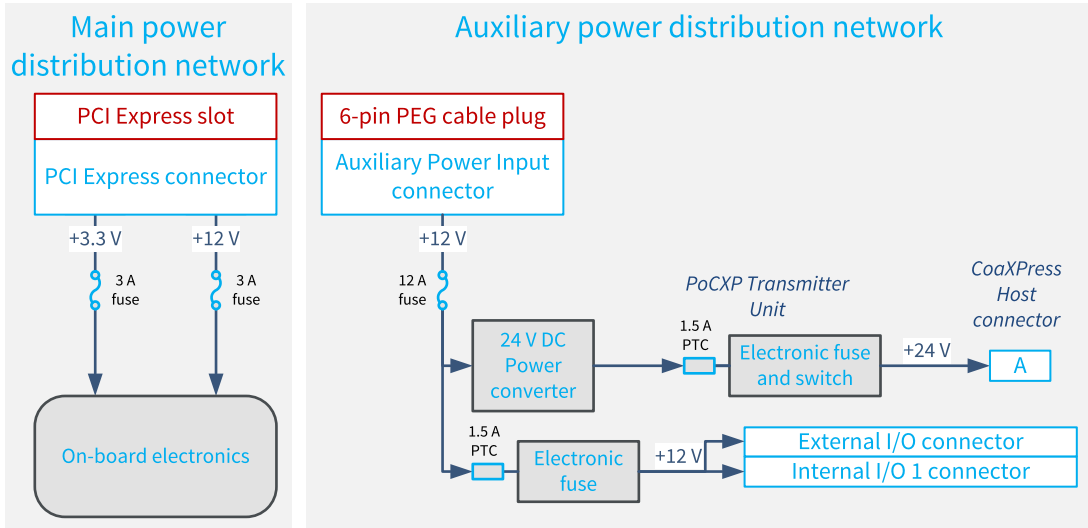 Main power
distribution network
PCI Express slot
PCI Express connector
+3.3 V
+12 V
3 A
fuse
3 A
fuse
On-board electronics
Auxiliary power distribution network
6-pin PEG cable plug
Auxiliary Power Input
connector
+12 V
12 A
fuse
24 V DC
Power
converter
PoCXP Transmitter
Unit
1.5 A
PTC
Electronic fuse
and switch
+24 V
CoaXPress
Host
connector
A
1.5 A
PTC
Electronic
fuse
+12 V
External I/O connector
Internal I/O 1 connector